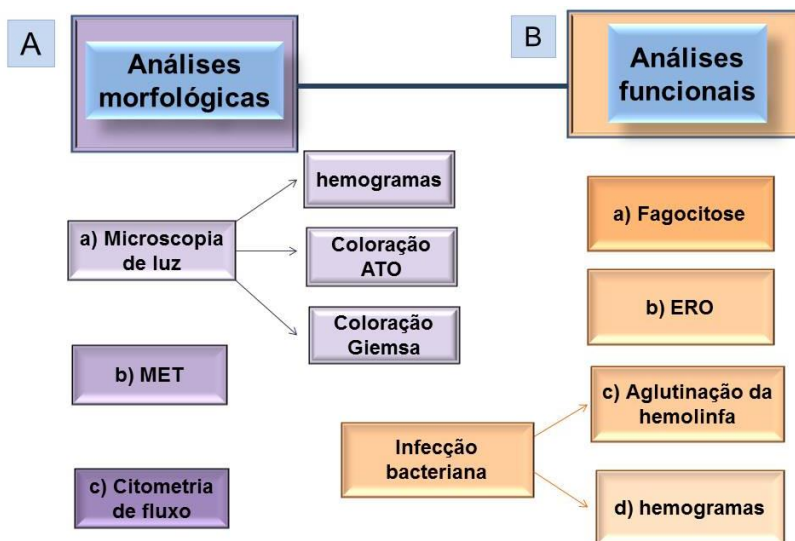 A
Análises
morfológicas
B
Análises
funcionais
a) Microscopia
de luz
hemogramas
Coloração
ATO
Coloração
Giemsa
b) MET
c) Citometria
de fluxo
a) Fagocitose
b) ERO
Infecção
bacteriana
c) Aglutinação da
hemolinfa
d) hemogramas